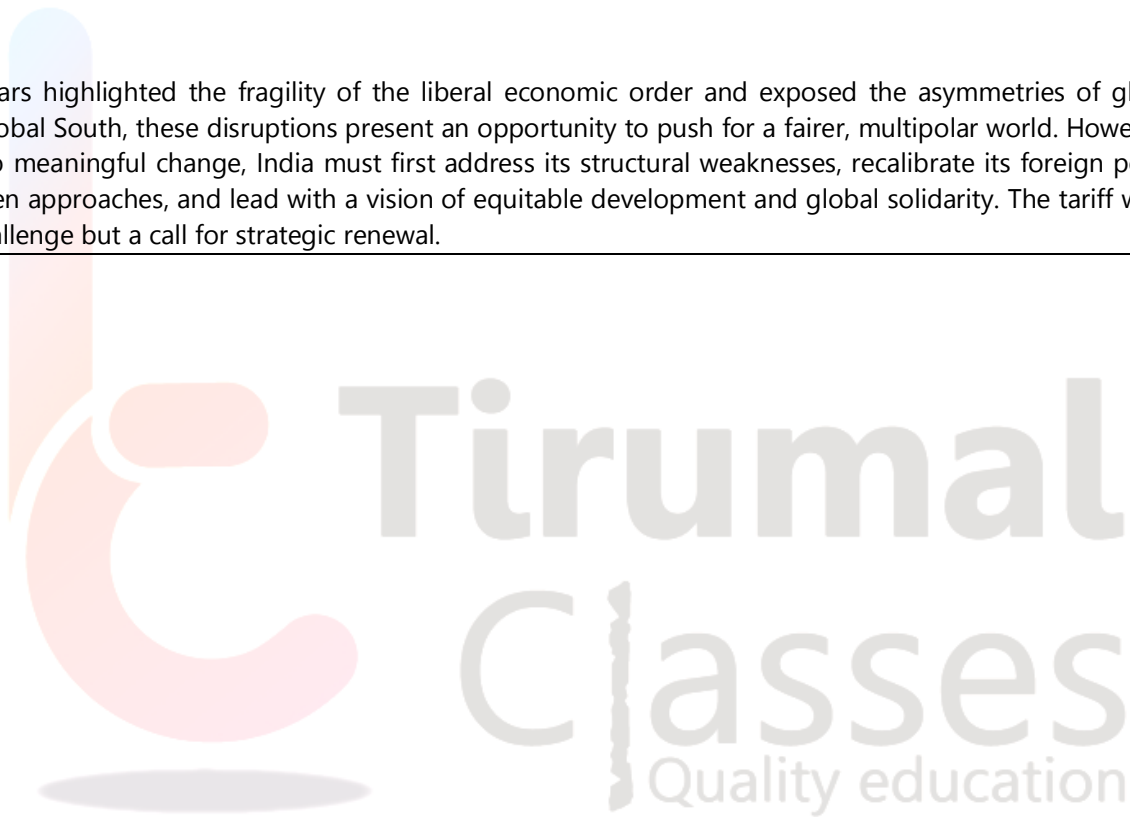 ars highlighted the fragility of the liberal economic order and exposed the asymmetries of gl
obal South, these disruptions present an opportunity to push for a fairer, multipolar world. Howe
o meaningful change, India must first address its structural weaknesses, recalibrate its foreign p
en approaches, and lead with a vision of equitable development and global solidarity. The tariff w
allenge but a call for strategic renewal.
Tirumal
Classes
Quality education